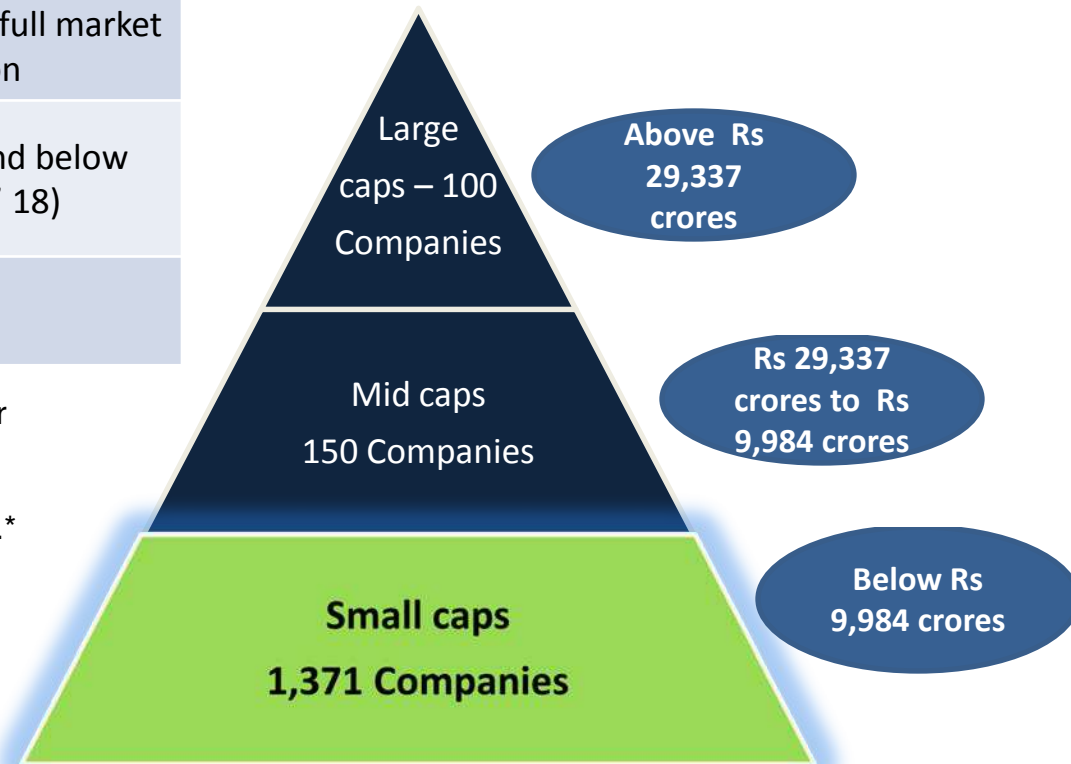 full market
on
nd below
18)
r
.*
Large
caps – 100
Companies
Above Rs
29,337
crores
Mid caps
150 Companies
Rs 29,337
crores to Rs
9,984 crores
Small caps
1,371 Companies
Below Rs
9,984 crores